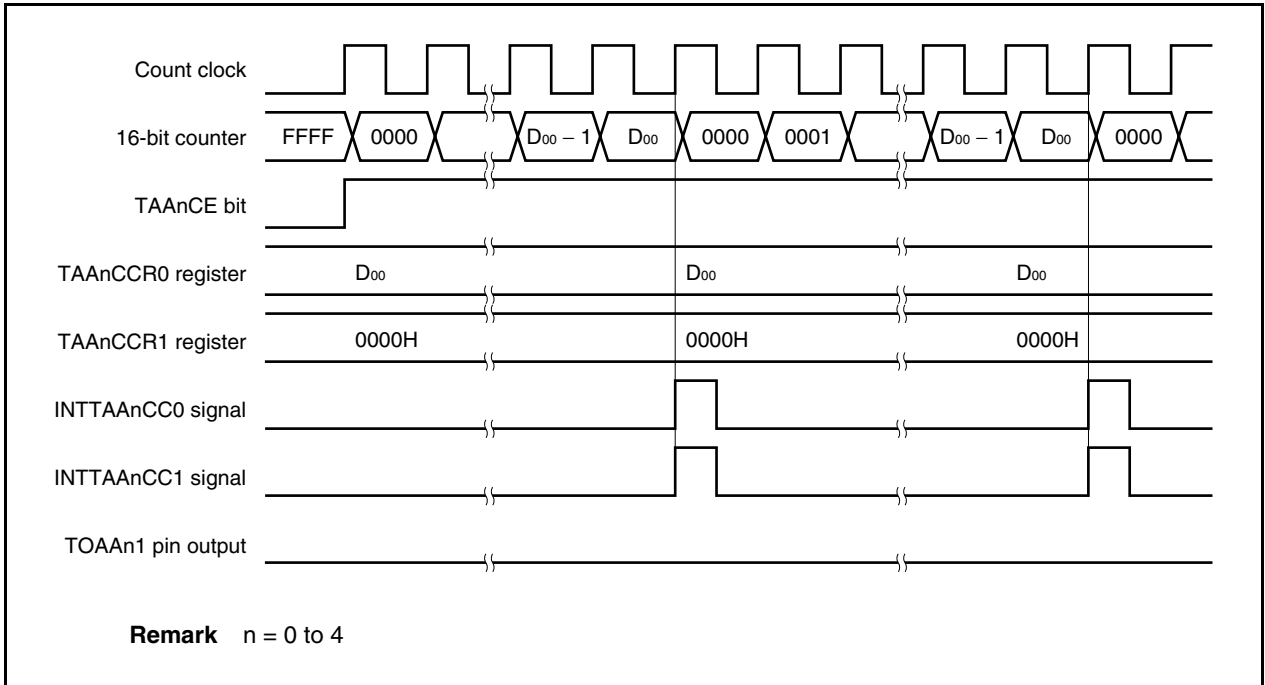 Count clock
16-bit counter FFFF 0000 D00 − 1 D00 0000 0001 D00 − 1 D00 0000
TAAnCE bit
TAAnCCR0 register D00 D00 D00
TAAnCCR1 register 0000H 0000H 0000H
INTTAAnCC0 signal
INTTAAnCC1 signal
TOAAn1 pin output
Remark n = 0 to 4